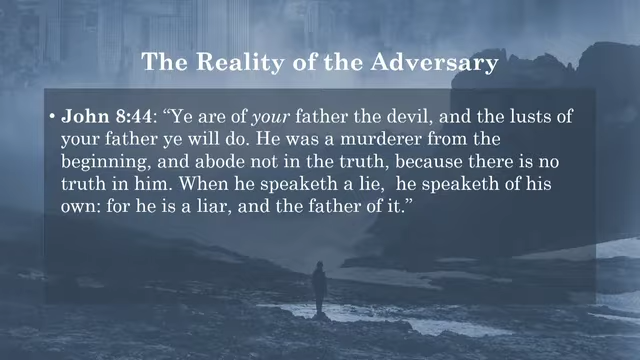 The Reality of the Adversary
• John 8:44: “Ye are of your father the devil, and the lusts of
your father ye will do. He was a murderer from the
beginning, and abode not in the truth, because there is no
truth in him. When he speaketh a lie,  he speaketh of his
own: for he is a liar, and the father of it.”